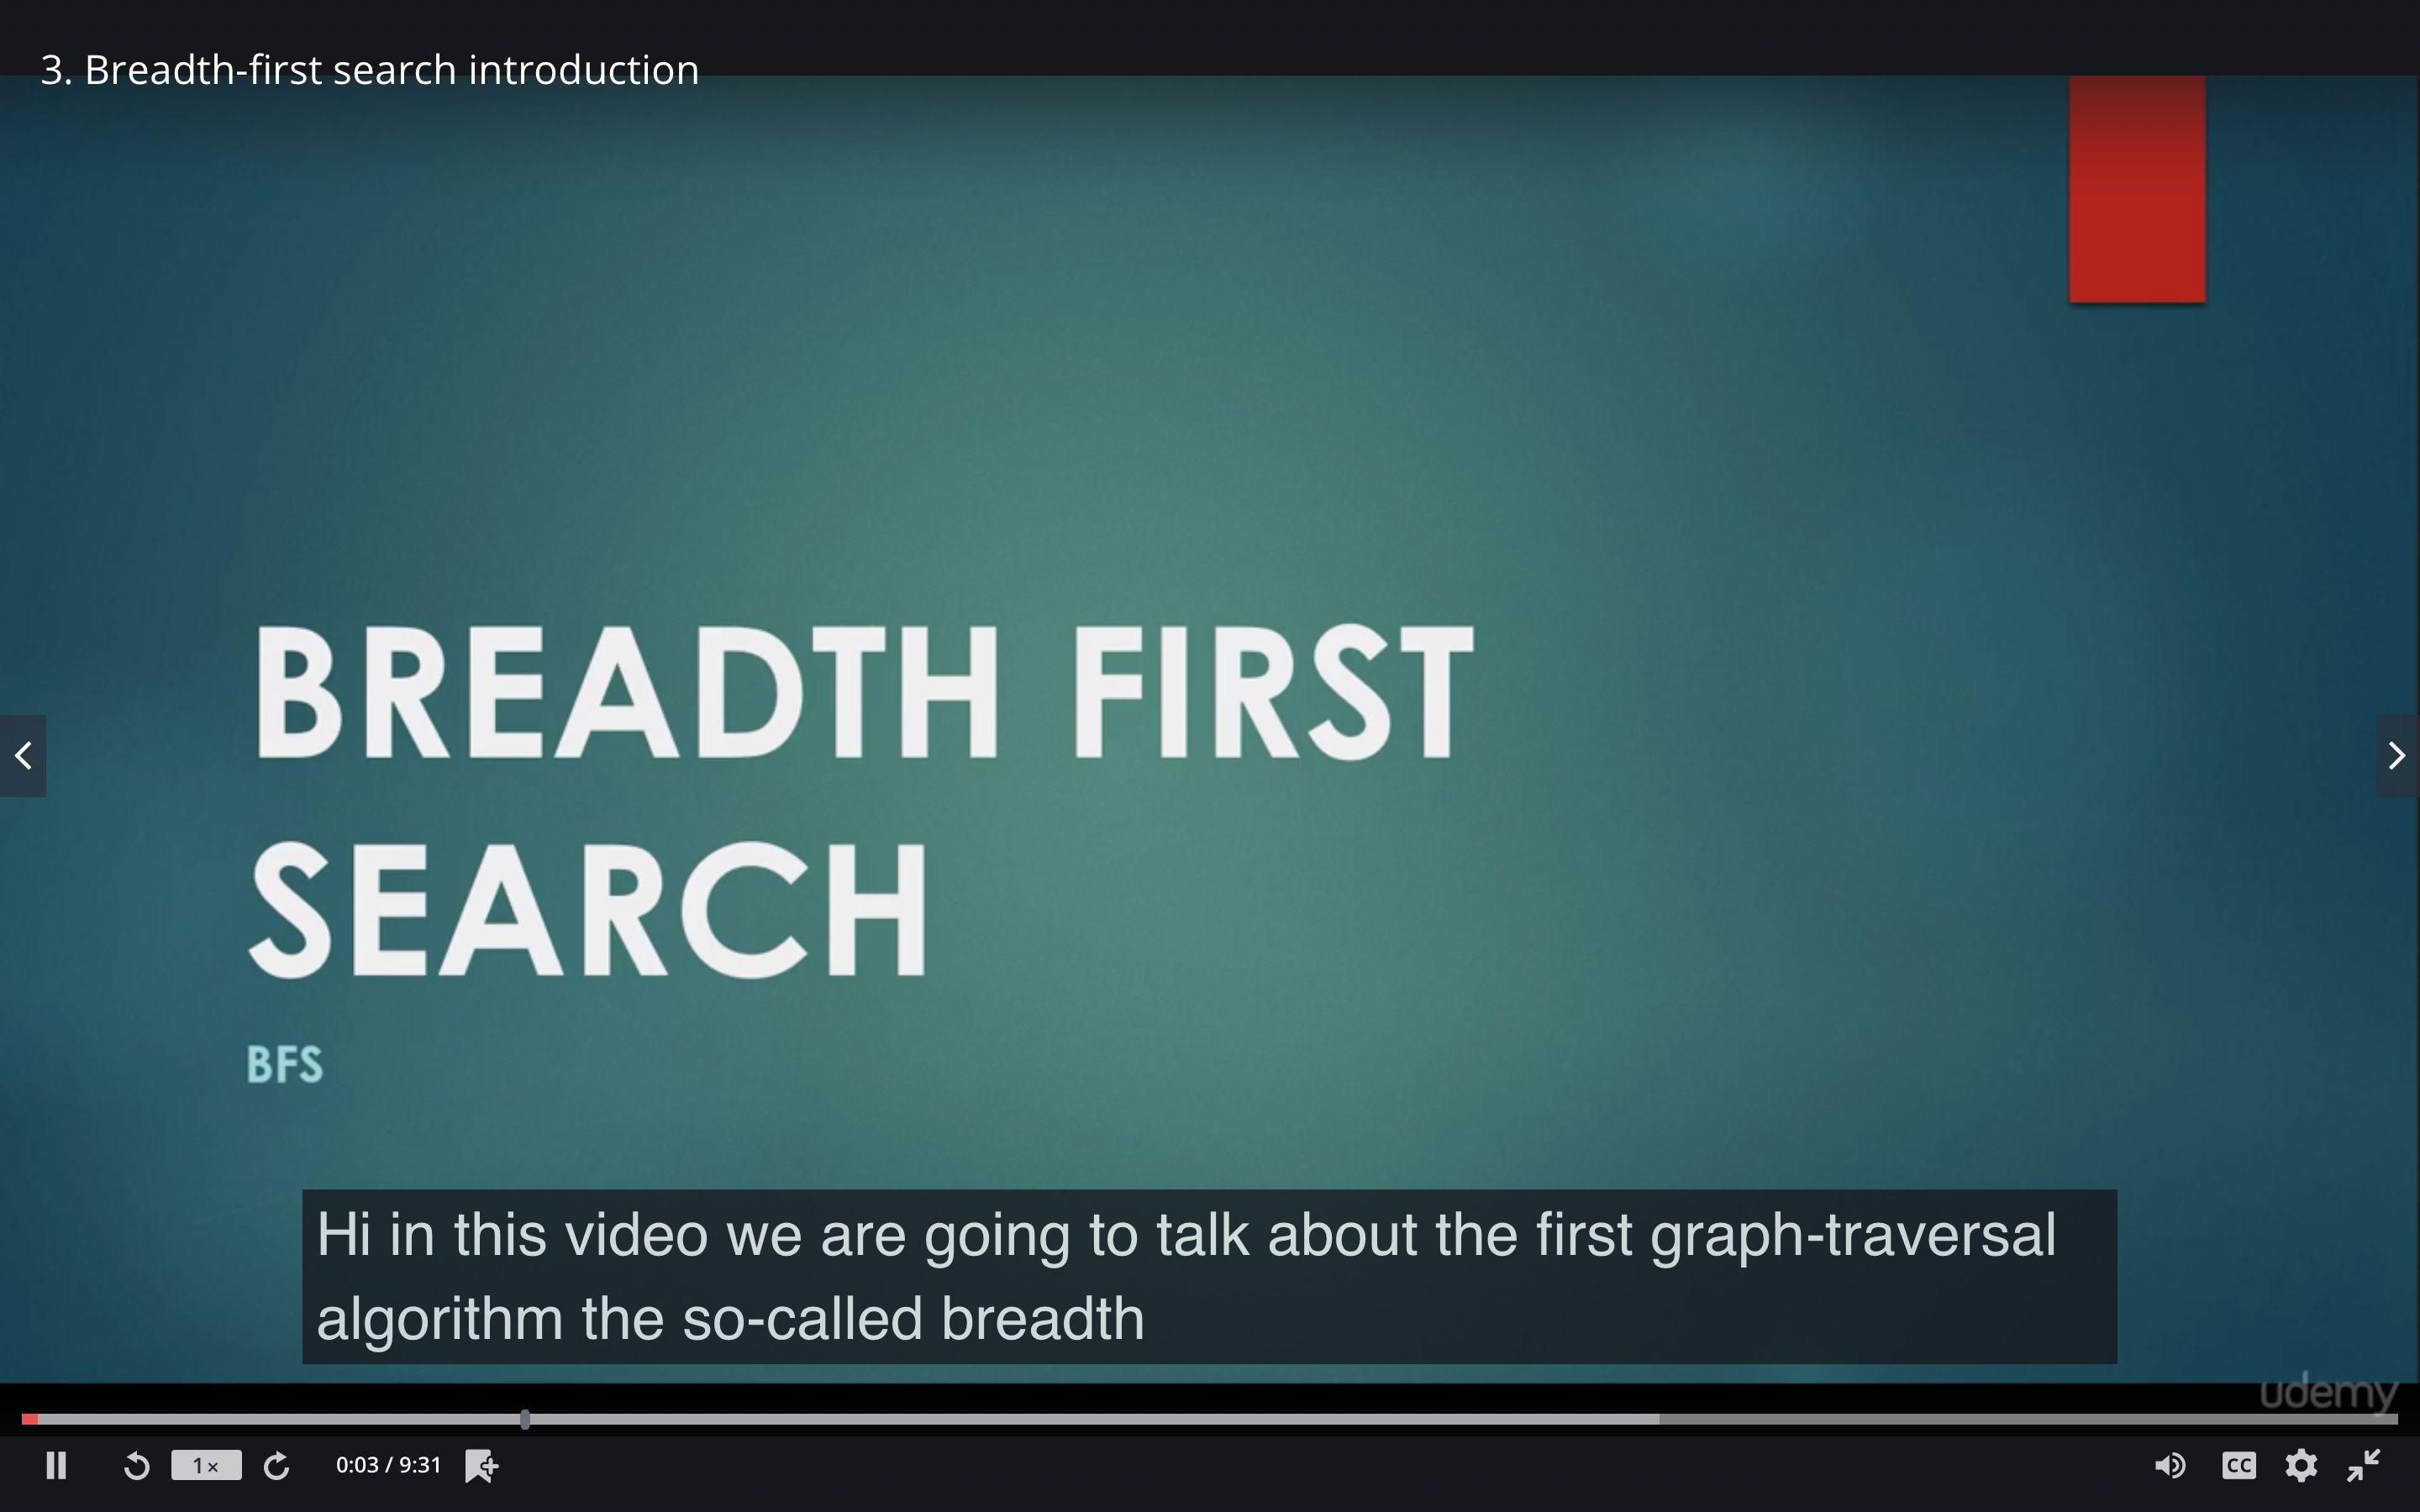 3. Breadth-first search introduction
BREADTH FIRST
SEARCH
BFS
Hi in this video we are going to talk about the first graph-traversal
algorithm the so-called breadth
udemy
1×
0:03 / 9:31
CC